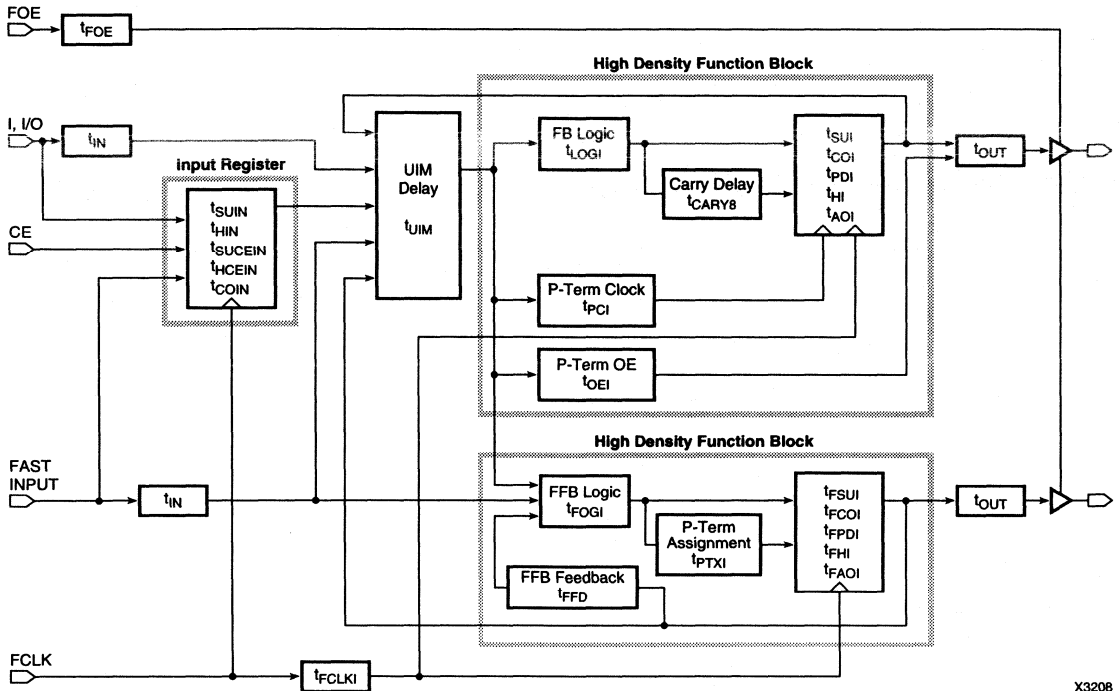 FOE
tFOE
High Density Function Block
I, I/O
tIN
input Register
tSUIN
tHIN
tSUCEIN
tHCEIN
tCOIN
CE
UIM
Delay
tUIM
FB Logic
tLOGI
Carry Delay
tCARY8
tSUI
tCOI
tPDI
tHI
tAOI
tOUT
P-Term Clock
tPCI
P-Term OE
tOEI
High Density Function Block
FAST
INPUT
tIN
FFB Logic
tFOGI
P-Term
Assignment
tPTXI
tFSUI
tFCOI
tFPDI
tFHI
tFAOI
tOUT
FFB Feedback
tFFD
FCLK
tFCLKI
X3208